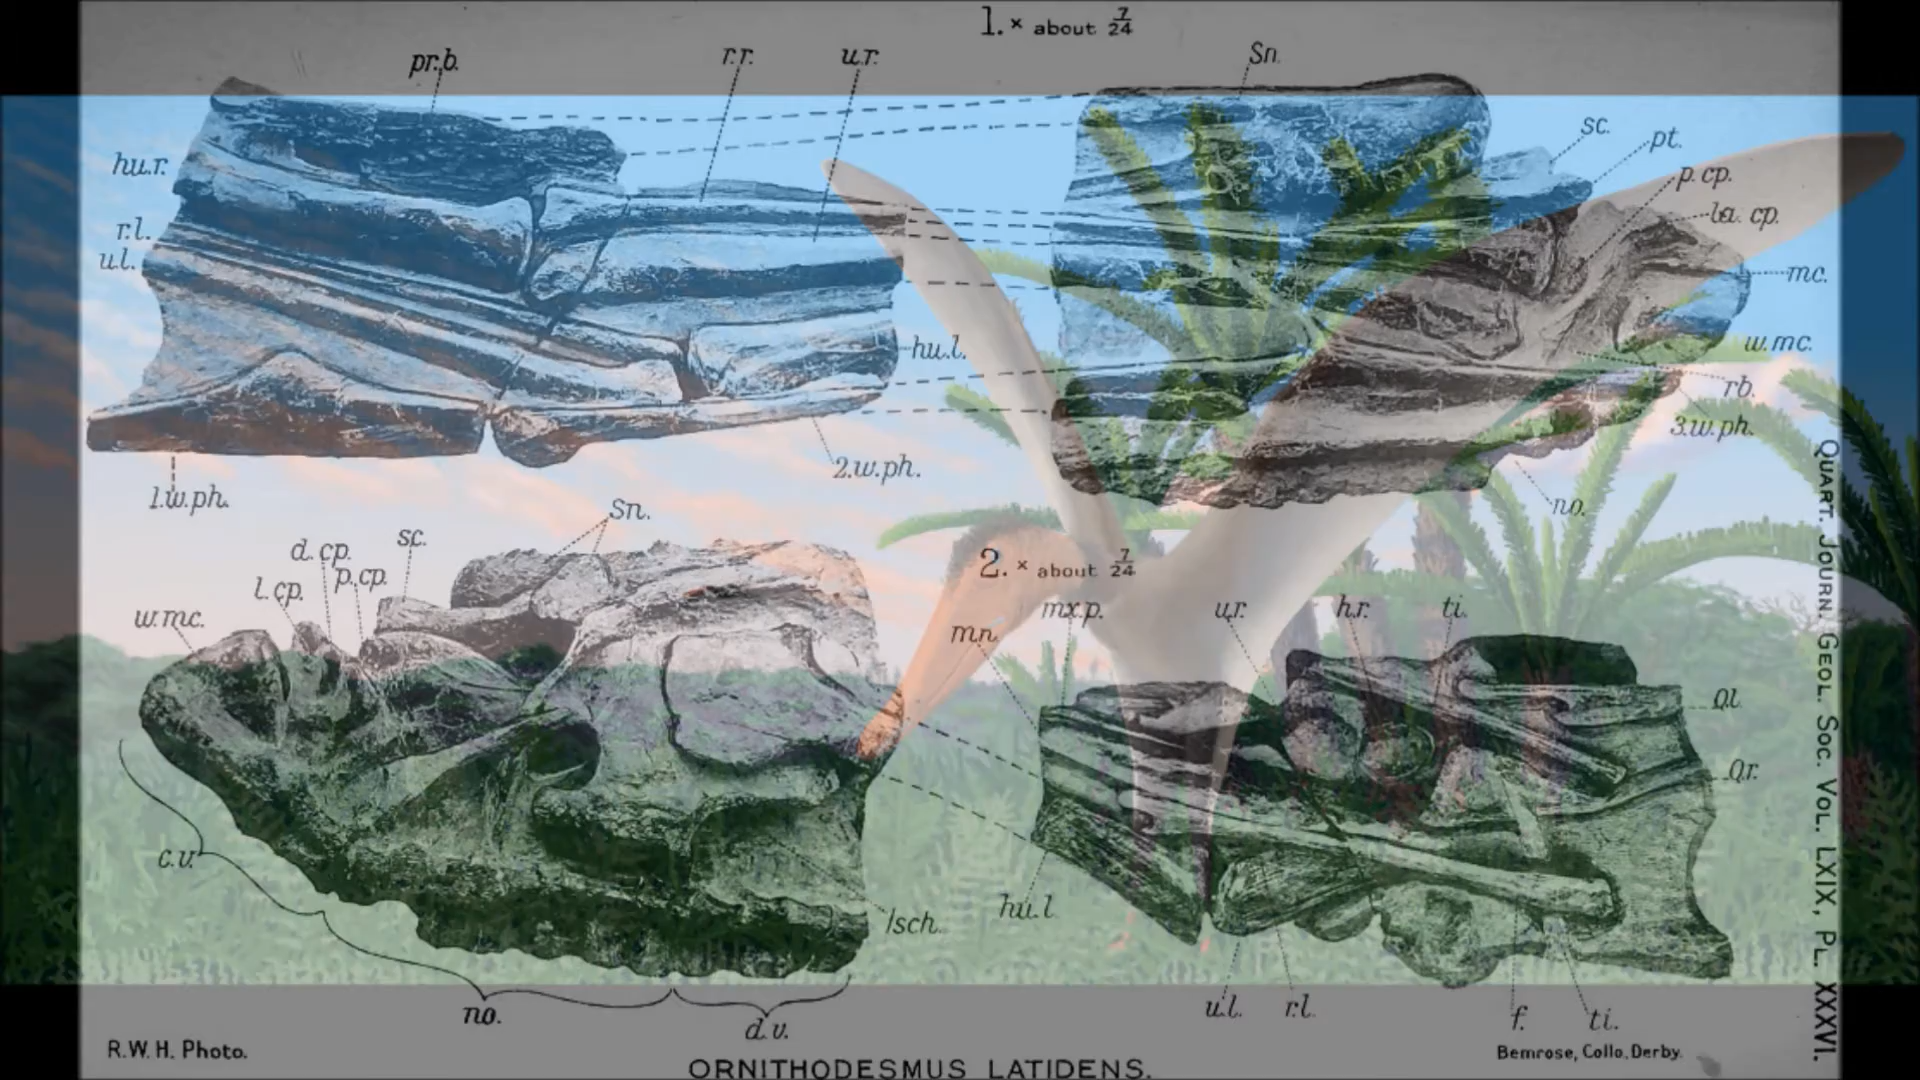 1. × about 7/24
pr.b.
r.r.
u.r.
Sn.
sc.
pt.
hu.r.
p.cp.
la. cp.
r.l.
u.l.
mc.
hu.l.
w.mc.
rb.
3.w.ph.
2.w.ph.
1.w.ph.
no.
Sn.
sc.
d.cp.
p.cp.
l.cp.
w.mc.
2. × about 7/24
mx.p.
mn.
u.r.
h.r.
ti.
Ql.
Qr.
c.v.
lsch.
hu.l
no.
d.v.
u.l.
r.l.
f.
ti.
R.W.H. Photo.
Bemrose, Collo, Derby.
ORNITHODESMUS LATIDENS.
QUART. JOURN. GEOL. SOC. VOL. LXIX, PL. XXXVI.